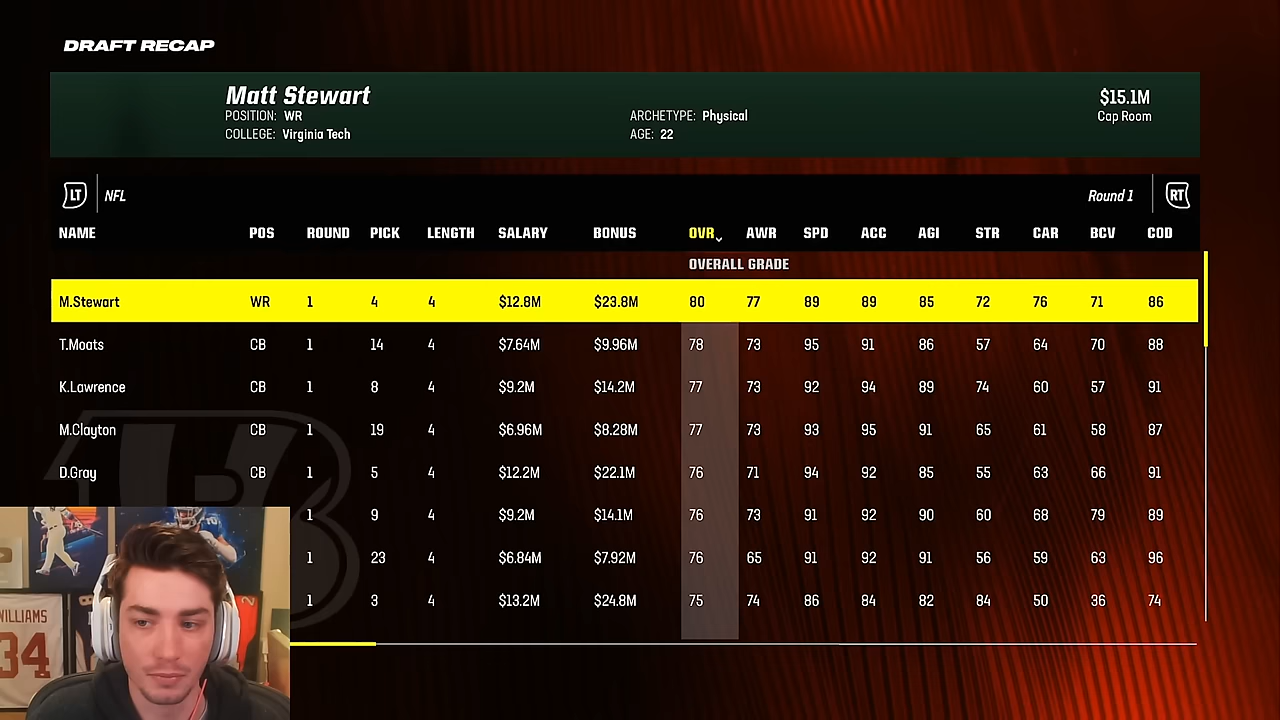 DRAFT RECAP
Matt Stewart
POSITION: WR
COLLEGE: Virginia Tech
ARCHETYPE: Physical
AGE: 22
$15.1M
Cap Room
LT NFL Round 1 RT
NAME POS ROUND PICK LENGTH SALARY BONUS OVR AWR SPD ACC AGI STR CAR BCV COD
OVERALL GRADE
M.Stewart WR 1 4 4 $12.8M $23.8M 80 77 89 89 85 72 76 71 86
T.Moats CB 1 14 4 $7.64M $9.96M 78 73 95 91 86 57 64 70 88
K.Lawrence CB 1 8 4 $9.2M $14.2M 77 73 92 94 89 74 60 57 91
M.Clayton CB 1 19 4 $6.96M $8.28M 77 73 93 95 91 65 61 58 87
D.Gray CB 1 5 4 $12.2M $22.1M 76 71 94 92 85 55 63 66 91
1 9 4 $9.2M $14.1M 76 73 91 92 90 60 68 79 89
1 23 4 $6.84M $7.92M 76 65 91 92 91 56 59 63 96
1 3 4 $13.2M $24.8M 75 74 86 84 82 84 50 36 74
WILLIAMS
34